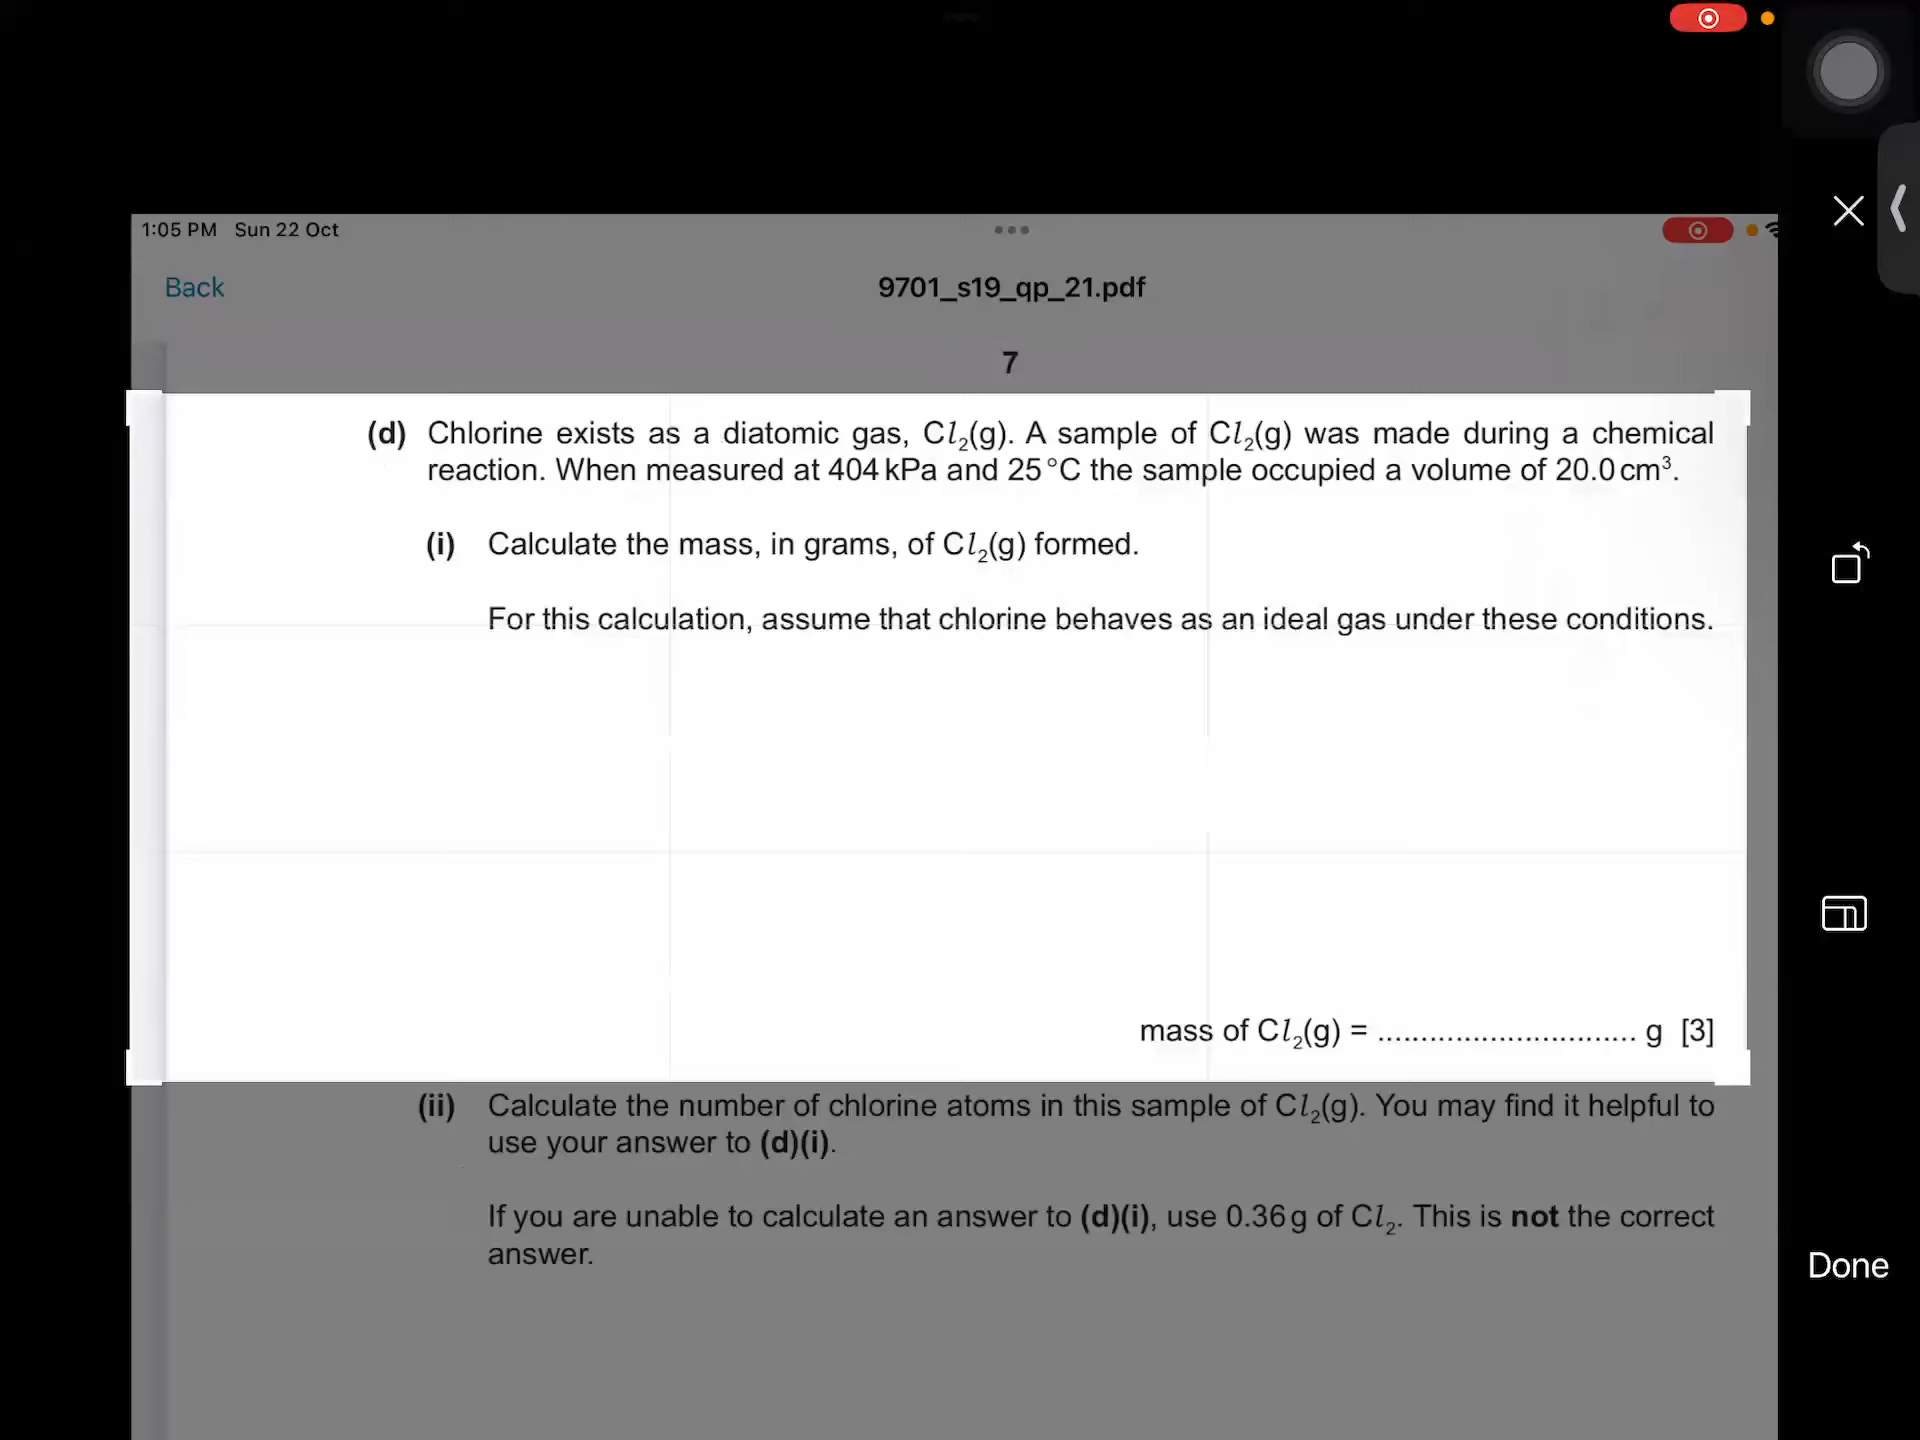 1:05 PM Sun 22 Oct
Back
9701_s19_qp_21.pdf
7
(d) Chlorine exists as a diatomic gas, Cl₂(g). A sample of Cl₂(g) was made during a chemical
reaction. When measured at 404 kPa and 25 °C the sample occupied a volume of 20.0 cm³.
(i) Calculate the mass, in grams, of Cl₂(g) formed.
For this calculation, assume that chlorine behaves as an ideal gas under these conditions.
mass of Cl₂(g) = .............................. g [3]
(ii) Calculate the number of chlorine atoms in this sample of Cl₂(g). You may find it helpful to
use your answer to (d)(i).
If you are unable to calculate an answer to (d)(i), use 0.36 g of Cl₂. This is not the correct
answer.
Done